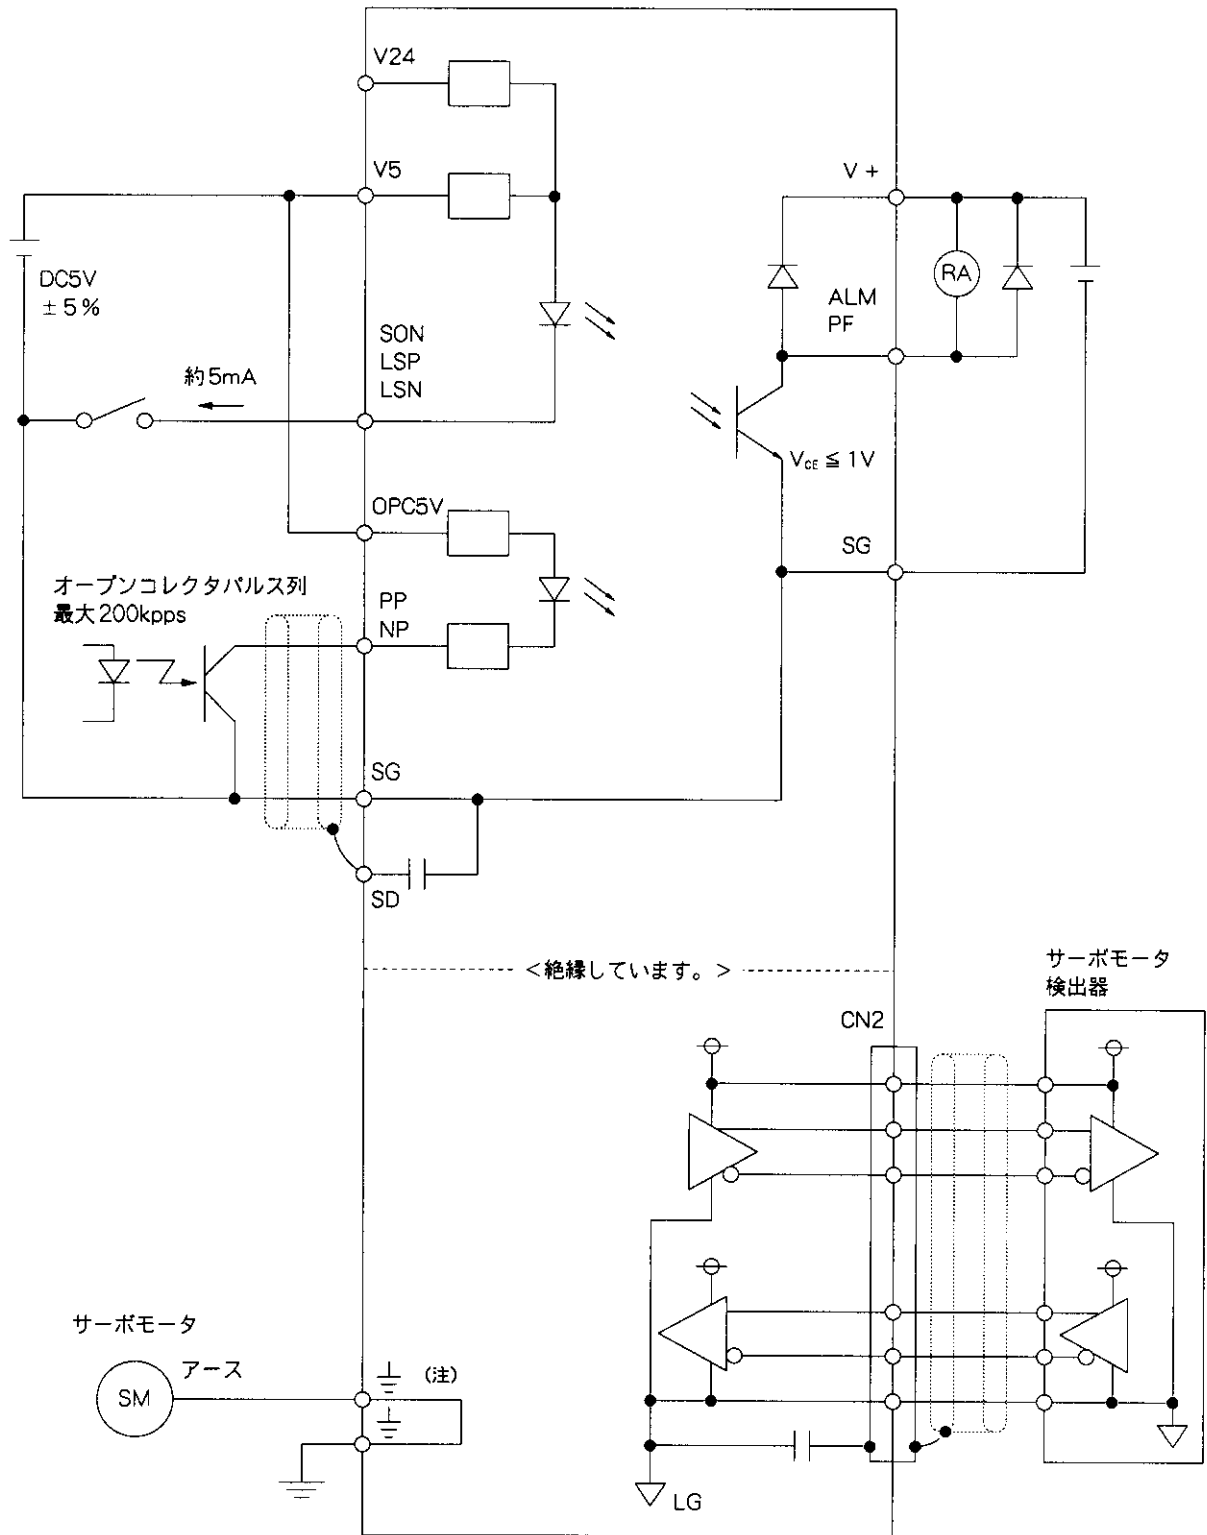 V24
V5
V +
DC5V
±5%
RA
ALM
PF
SON
LSP
LSN
約5mA
VCE ≦ 1V
OPC5V
SG
オープンコレクタパルス列
最大200kpps
PP
NP
SG
SD
<絶縁しています。>
サーボモータ
検出器
CN2
サーボモータ
アース
(注)
SM
LG